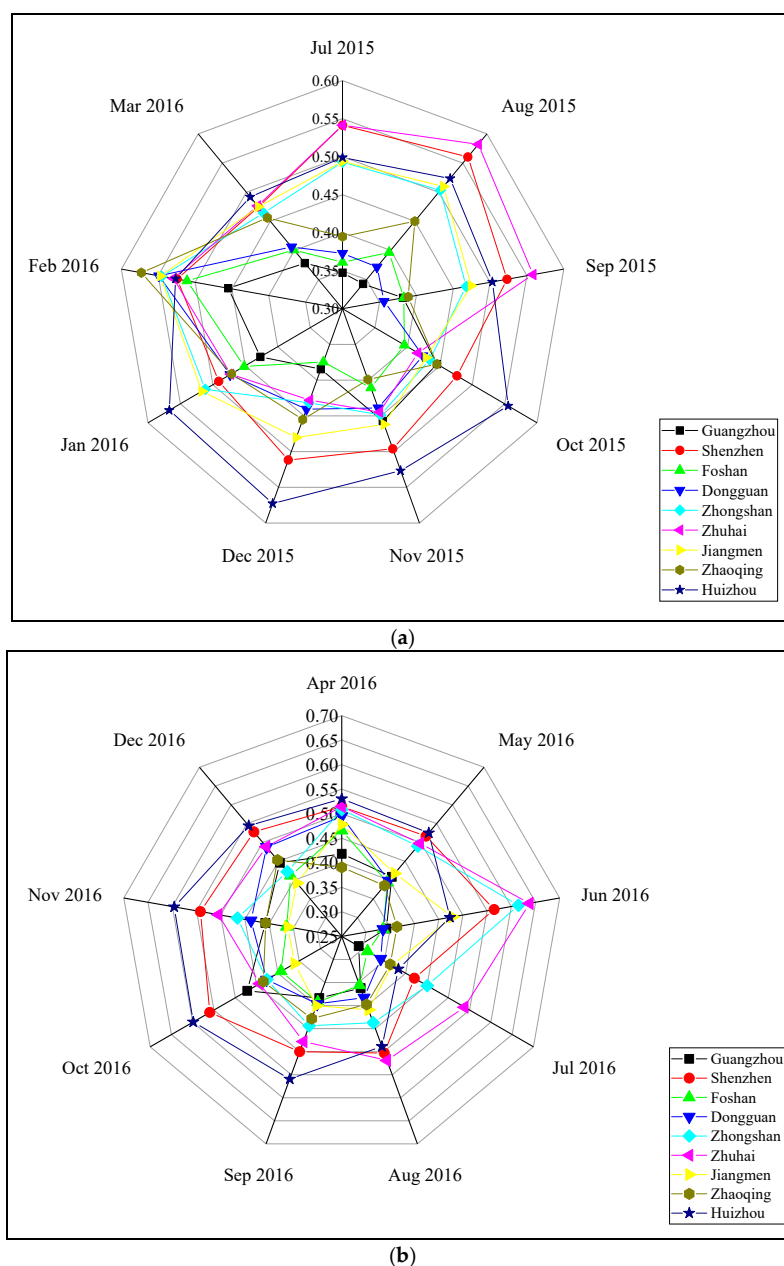 Jul 2015
0.60
Mar 2016
Aug 2015
0.55
0.50
0.45
0.40
Feb 2016
Sep 2015
0.35
0.30
Jan 2016
Oct 2015
Dec 2015
Nov 2015
Guangzhou
Shenzhen
Foshan
Dongguan
Zhongshan
Zhuhai
Jiangmen
Zhaoqing
Huizhou
(a)
Apr 2016
0.70
Dec 2016
May 2016
0.65
0.60
0.55
0.50
0.45
Nov 2016
Jun 2016
0.40
0.35
0.30
0.25
Oct 2016
Jul 2016
Sep 2016
Aug 2016
Guangzhou
Shenzhen
Foshan
Dongguan
Zhongshan
Zhuhai
Jiangmen
Zhaoqing
Huizhou
(b)